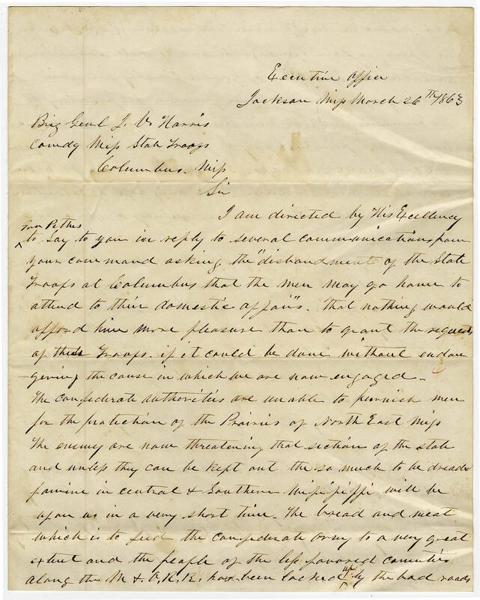 Executive Office
Jackson Miss March 26th 1863
Brig Genl J. V. Harris
Comdg Miss State Troops
Columbus. Miss
Sir
I am directed by His Excellency
Gov Pettus
to say to you in reply to several communications from
your command asking the "disbandment of the State
Troops at Columbus that the men may go home to
attend to their domestic affairs". That nothing would
afford him more pleasure than to grant the request
of these Troops. if it could be done without endan
gering the cause in which we are now engaged.
The confederate authorities are unable to furnish men
for the protection of the Prairies of North East Miss
The enemy are now threatening that section of the state
and unless they can be kept out the so much to be dreaded
famine in central & Southern Mississippi will be
upon us in a very short time. The bread and meat
which is to feed the confederate army to a very great
extent and the people of the less favored counties
along the M & O. R. R. has been locked up by the bad roads